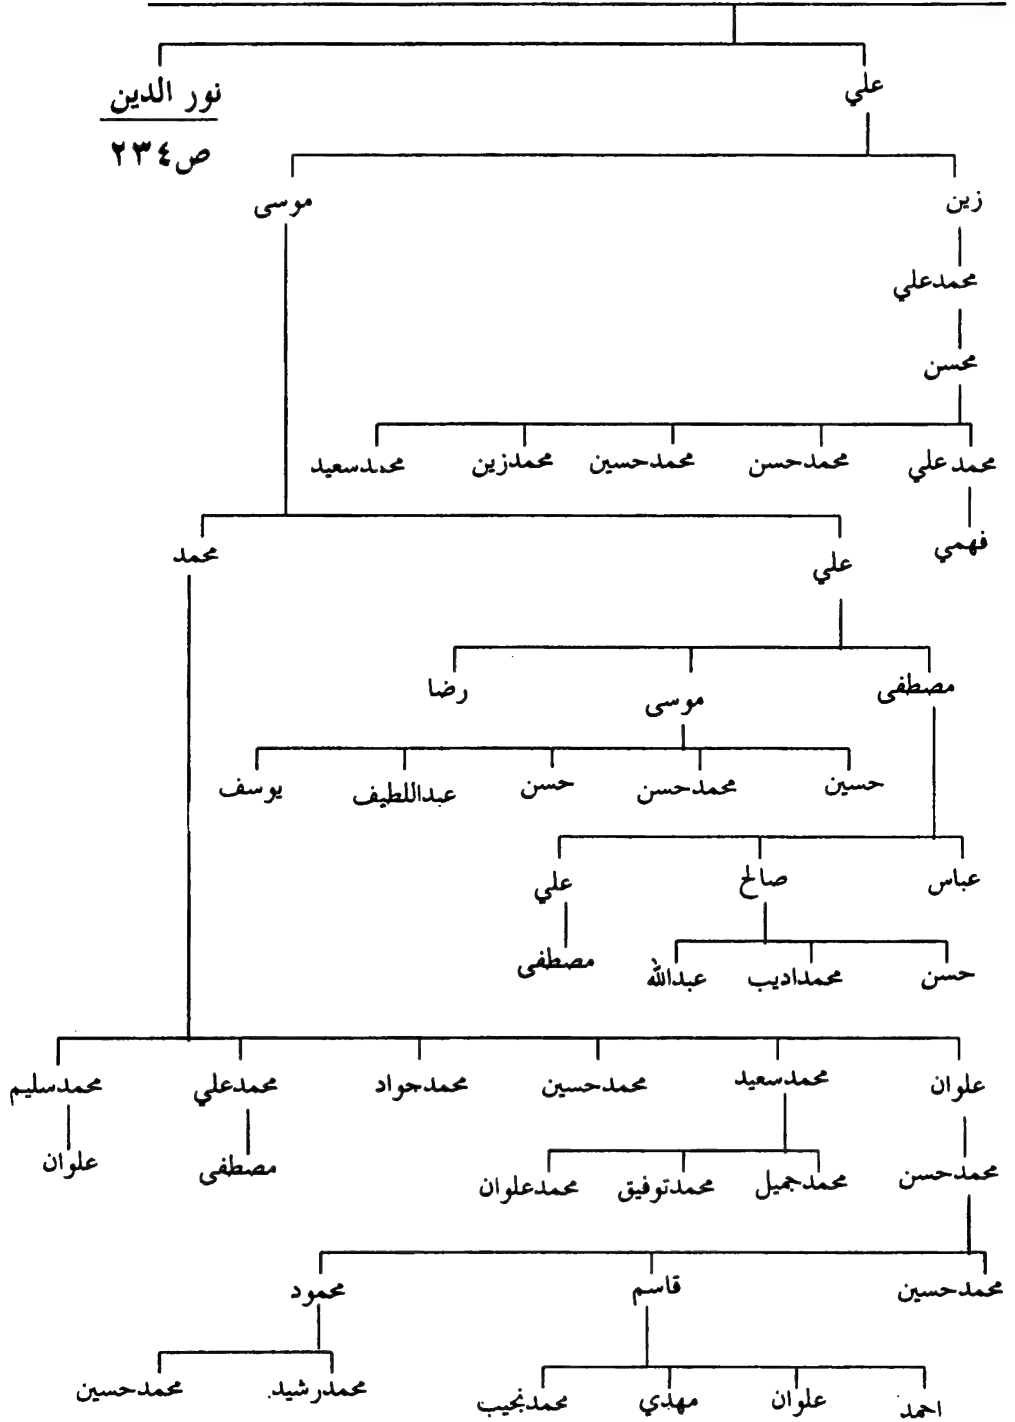 علي
نور الدين
ص٢٣٤
زين
موسى
محمدعلي
محسن
محمدعلي محمدحسن محمدحسين محمدزين محمدسعيد
فهمي
علي
محمد
مصطفى موسى رضا
حسين محمدحسن حسن عبداللطيف يوسف
عباس صالح علي
حسن محمداديب عبدالله مصطفى
علوان محمدسعيد محمدحسين محمدجواد محمدعلي محمدسليم
محمدحسن محمدجميل محمدتوفيق محمدعلوان مصطفى علوان
محمدحسين قاسم محمود
احمد علوان مهدي محمدنجيب محمدرشيد محمدحسين